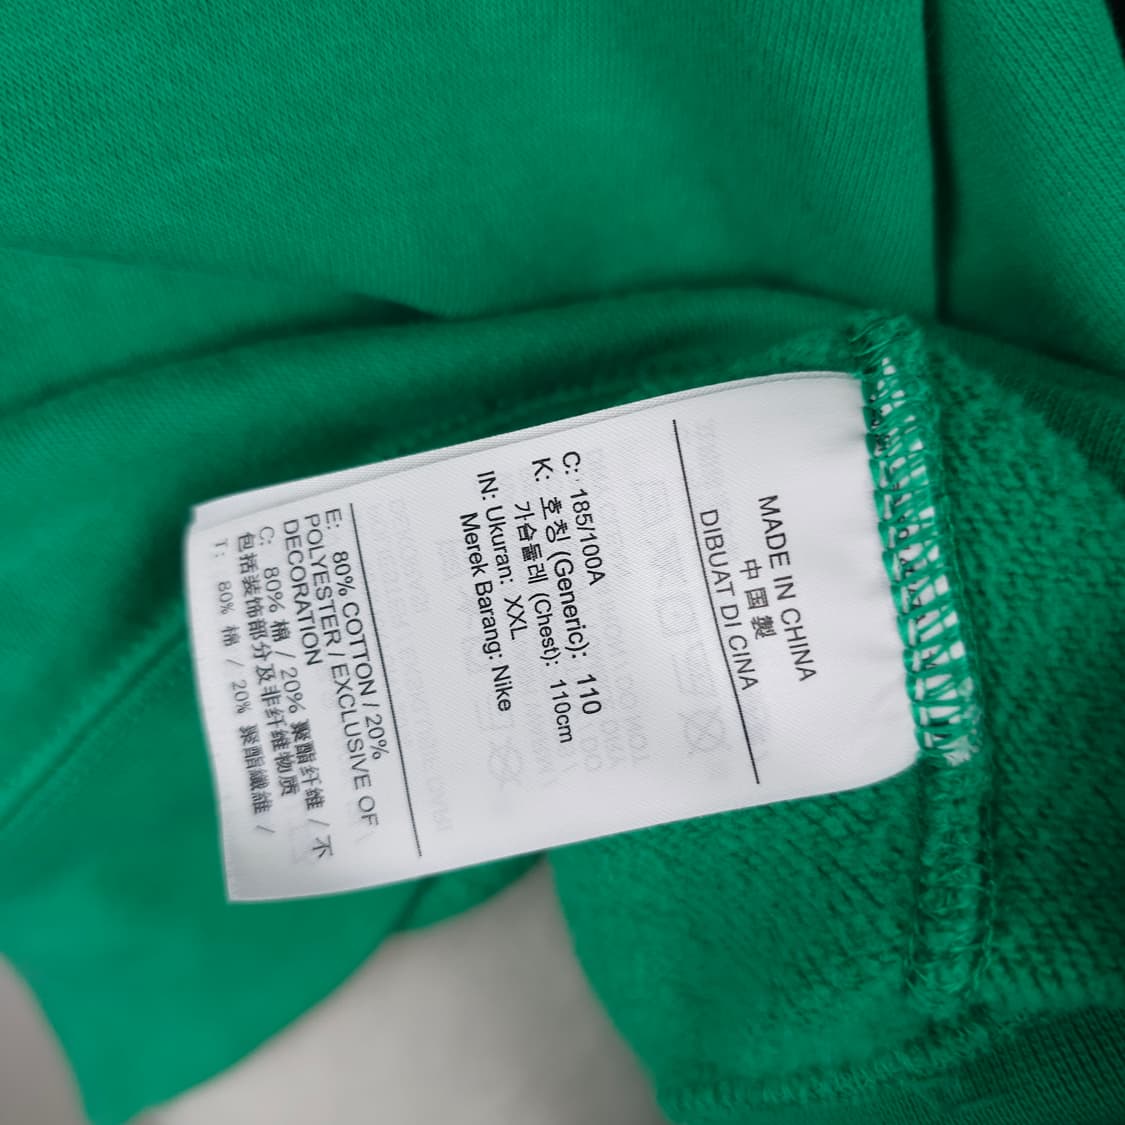 MADE IN CHINA
中国製
DIBUAT DI CINA
C: 185/100A
K: 호칭 (Generic): 110
가슴둘레 (Chest): 110cm
IN: Ukuran: XXL
Merek Barang: Nike
E: 80% COTTON / 20%
POLYESTER / EXCLUSIVE OF
DECORATION
C: 80% 棉 / 20% 聚酯纤维 / 不
包括装饰部分及非纤维物质
T: 80% 棉 / 20% 聚酯纖維 /